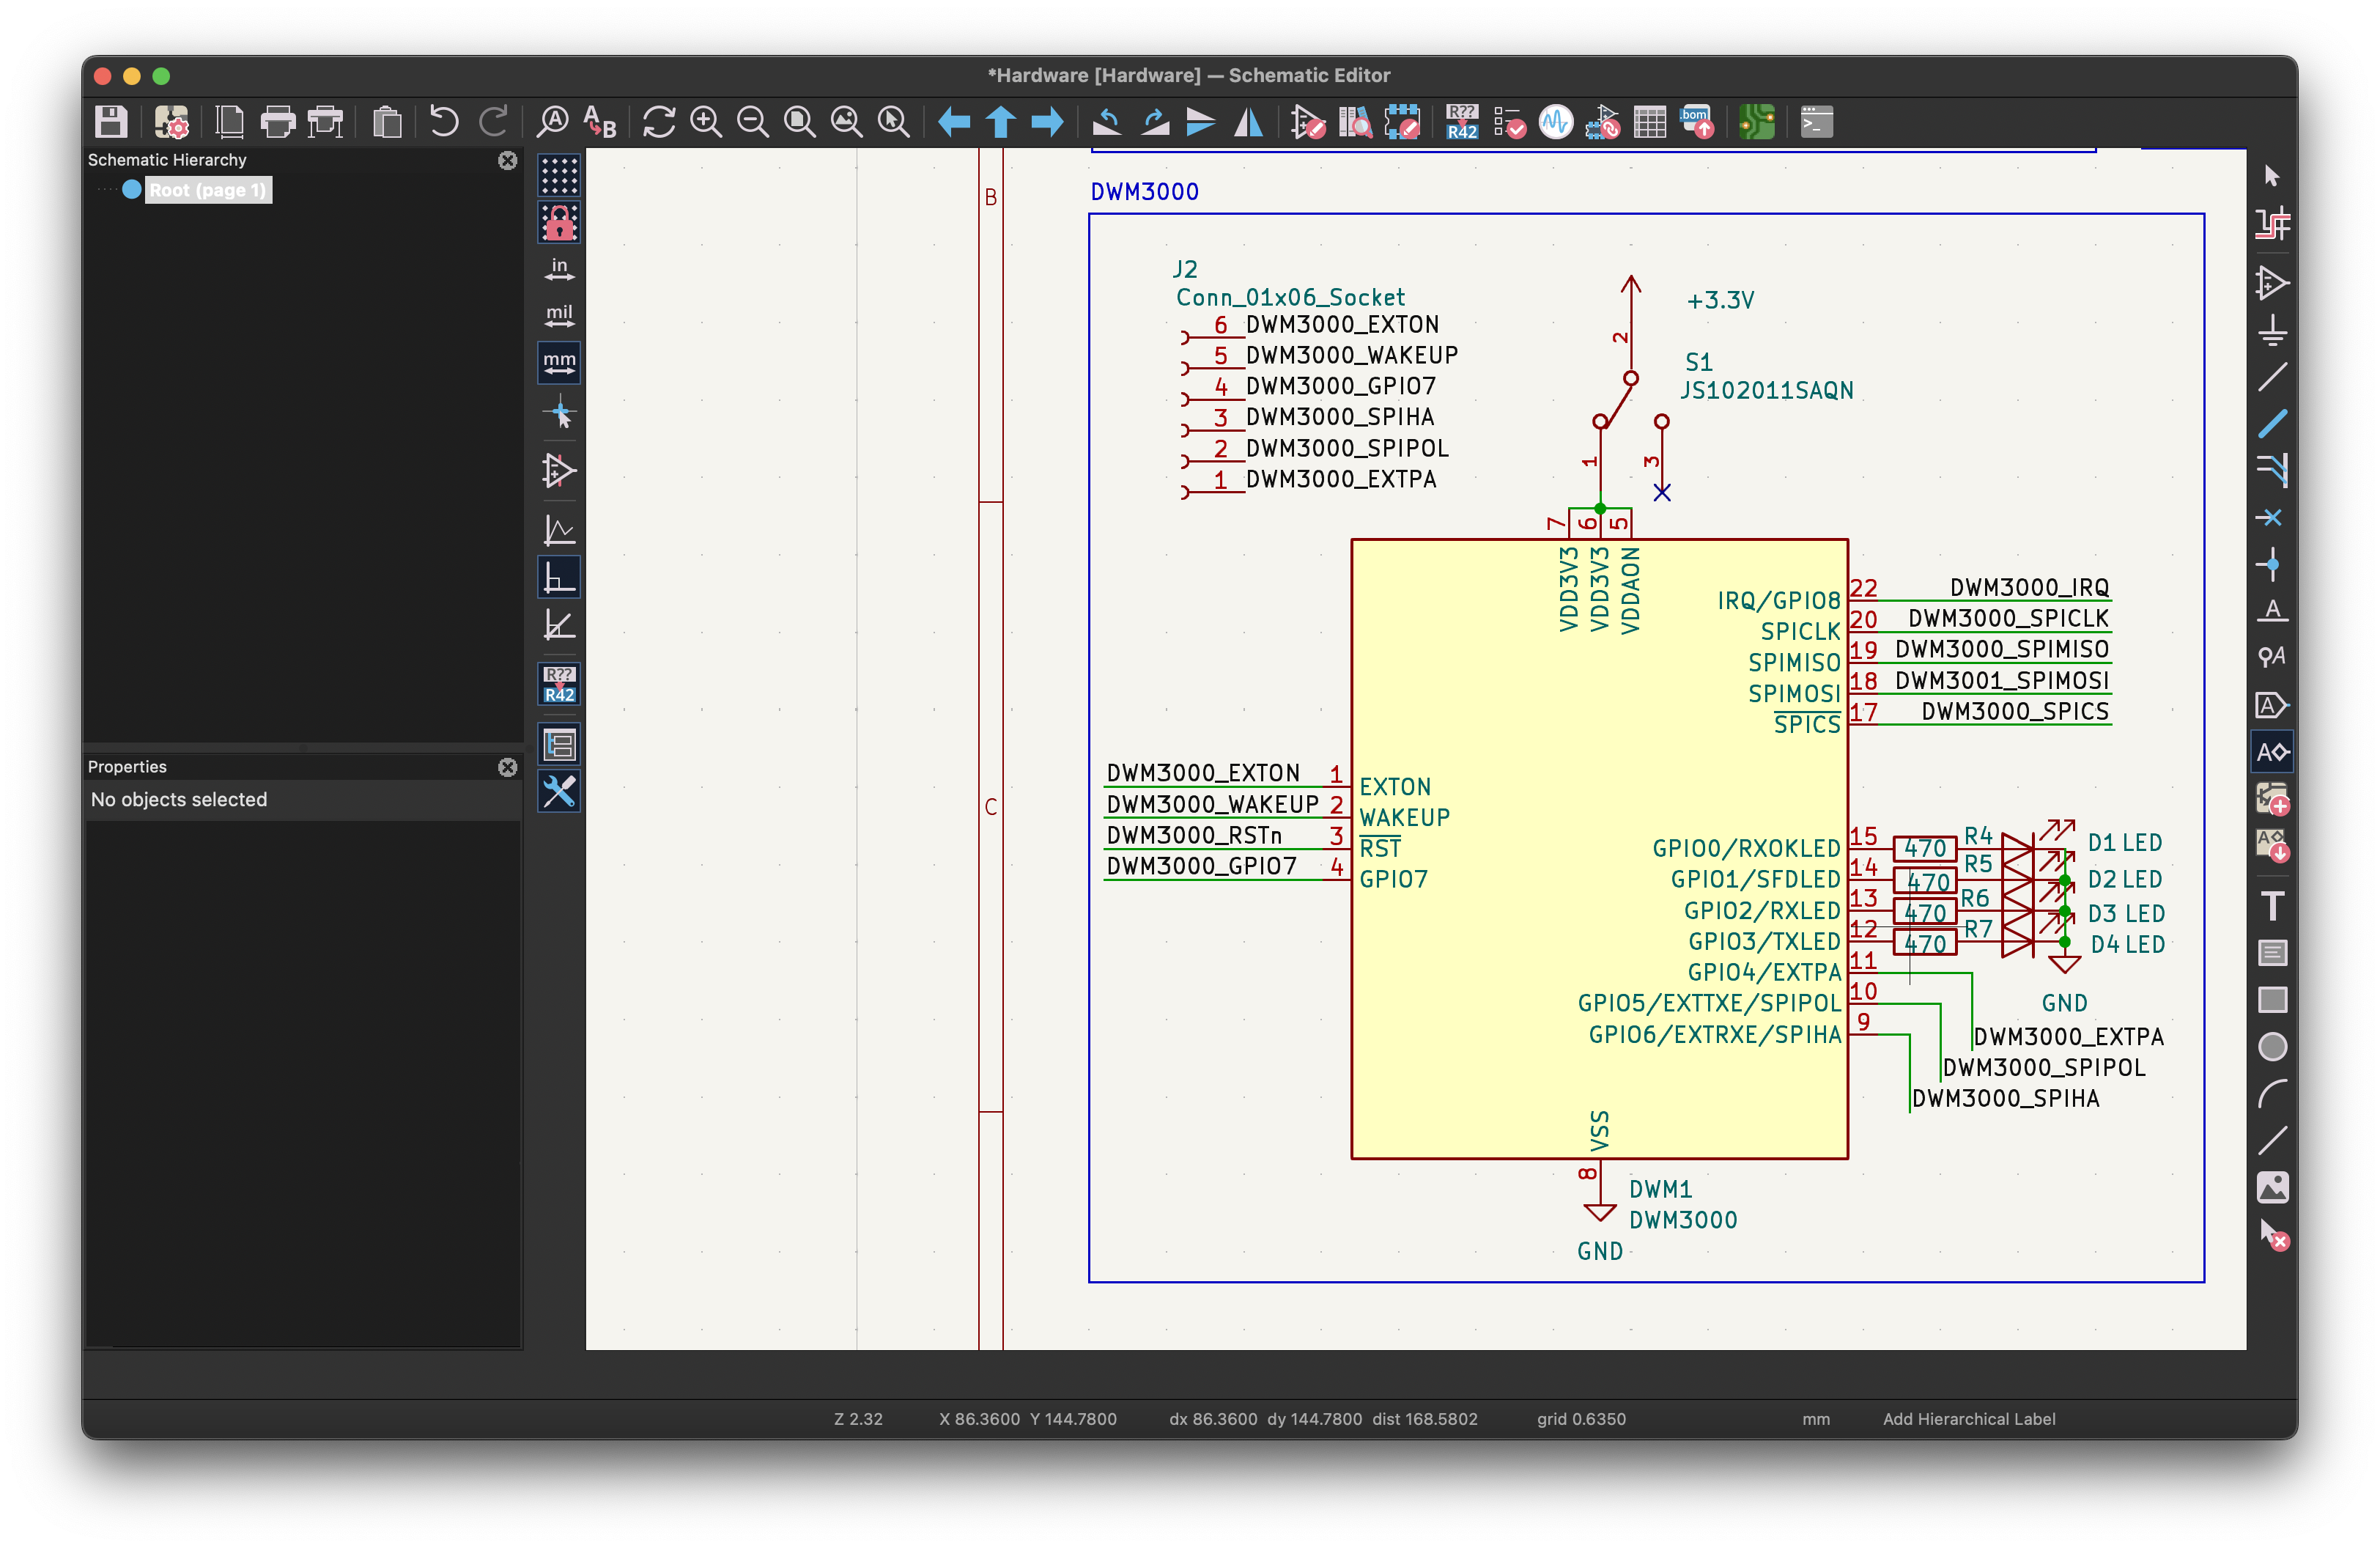 *Hardware [Hardware] — Schematic Editor
A
A
B
R??
R42
.bom
>_
Schematic Hierarchy
Root (page 1)
in
mil
mm
R??
R42
Properties
No objects selected
B
C
DWM3000
J2
Conn_01x06_Socket
6 DWM3000_EXTON
5 DWM3000_WAKEUP
4 DWM3000_GPIO7
3 DWM3000_SPIHA
2 DWM3000_SPIPOL
1 DWM3000_EXTPA
+3.3V
2
S1
JS102011SAQN
1
3
7 6 5
VDD3V3
VDD3V3
VDDAON
IRQ/GPIO8 22 DWM3000_IRQ
SPICLK 20 DWM3000_SPICLK
SPIMISO 19 DWM3000_SPIMISO
SPIMOSI 18 DWM3001_SPIMOSI
SPICS 17 DWM3000_SPICS
DWM3000_EXTON 1 EXTON
DWM3000_WAKEUP 2 WAKEUP
DWM3000_RSTn 3 RST
DWM3000_GPIO7 4 GPIO7
GPIO0/RXOKLED 15 470 R4 D1 LED
GPIO1/SFDLED 14 470 R5 D2 LED
GPIO2/RXLED 13 470 R6 D3 LED
GPIO3/TXLED 12 470 R7 D4 LED
GPIO4/EXTPA 11
GPIO5/EXTTXE/SPIPOL 10
GPIO6/EXTRXE/SPIHA 9
GND
DWM3000_EXTPA
DWM3000_SPIPOL
DWM3000_SPIHA
VSS
8
DWM1
DWM3000
GND
A
A
A
A
A
T
Z 2.32 X 86.3600 Y 144.7800 dx 86.3600 dy 144.7800 dist 168.5802 grid 0.6350 mm Add Hierarchical Label